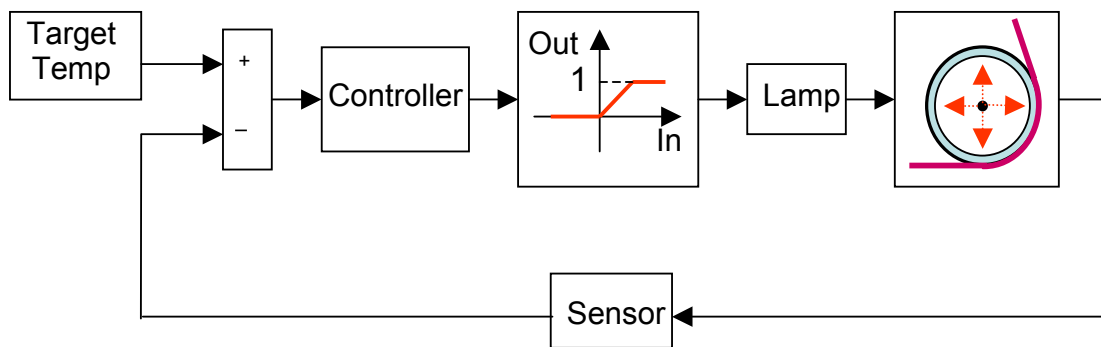 Target
Temp
+
–
Controller
Out
1
In
Lamp
Sensor